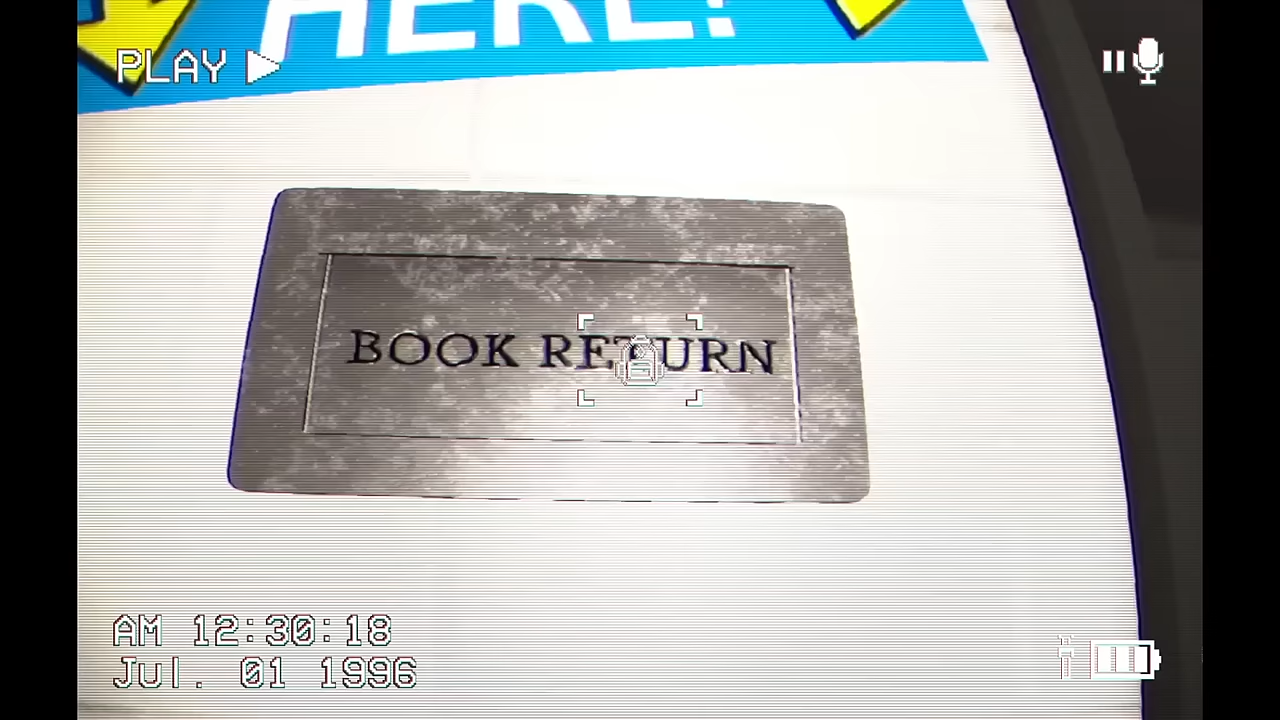 HERE!
PLAY
BOOK RETURN
AM 12:30:18
Jul. 01 1996